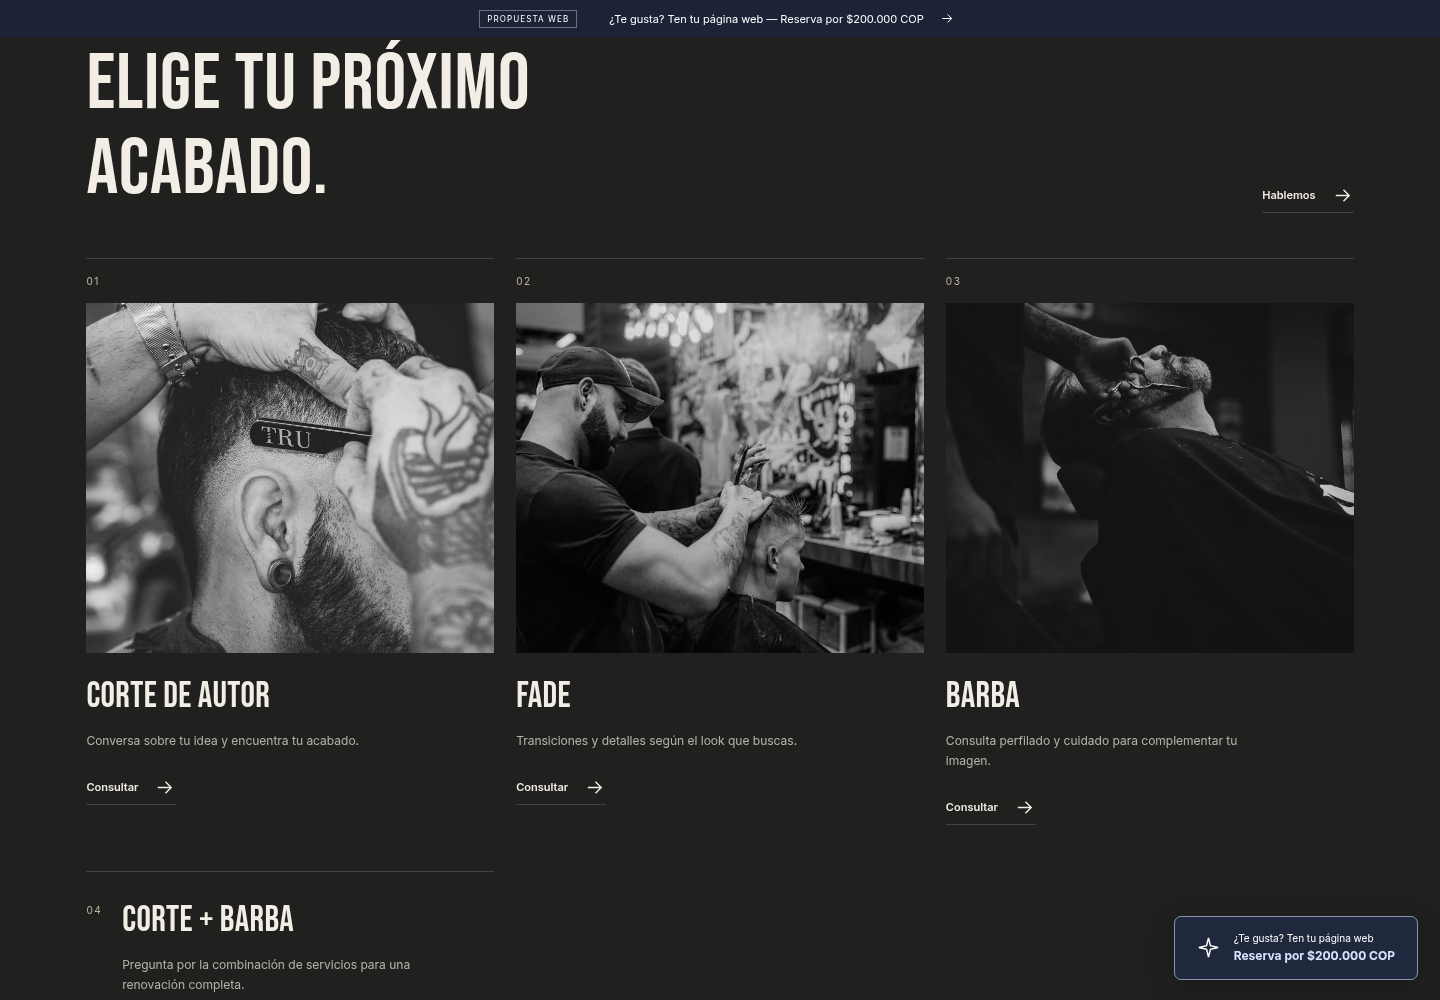 PROPUESTA WEB
¿Te gusta? Ten tu página web — Reserva por $200.000 COP
ELIGE TU PRÓXIMO
ACABADO.
Hablemos
01
02
03
TRU
CORTE DE AUTOR
FADE
BARBA
Conversa sobre tu idea y encuentra tu acabado.
Transiciones y detalles según el look que buscas.
Consulta perfilado y cuidado para complementar tu
imagen.
Consultar
Consultar
Consultar
04
CORTE + BARBA
Pregunta por la combinación de servicios para una
renovación completa.
¿Te gusta? Ten tu página web
Reserva por $200.000 COP